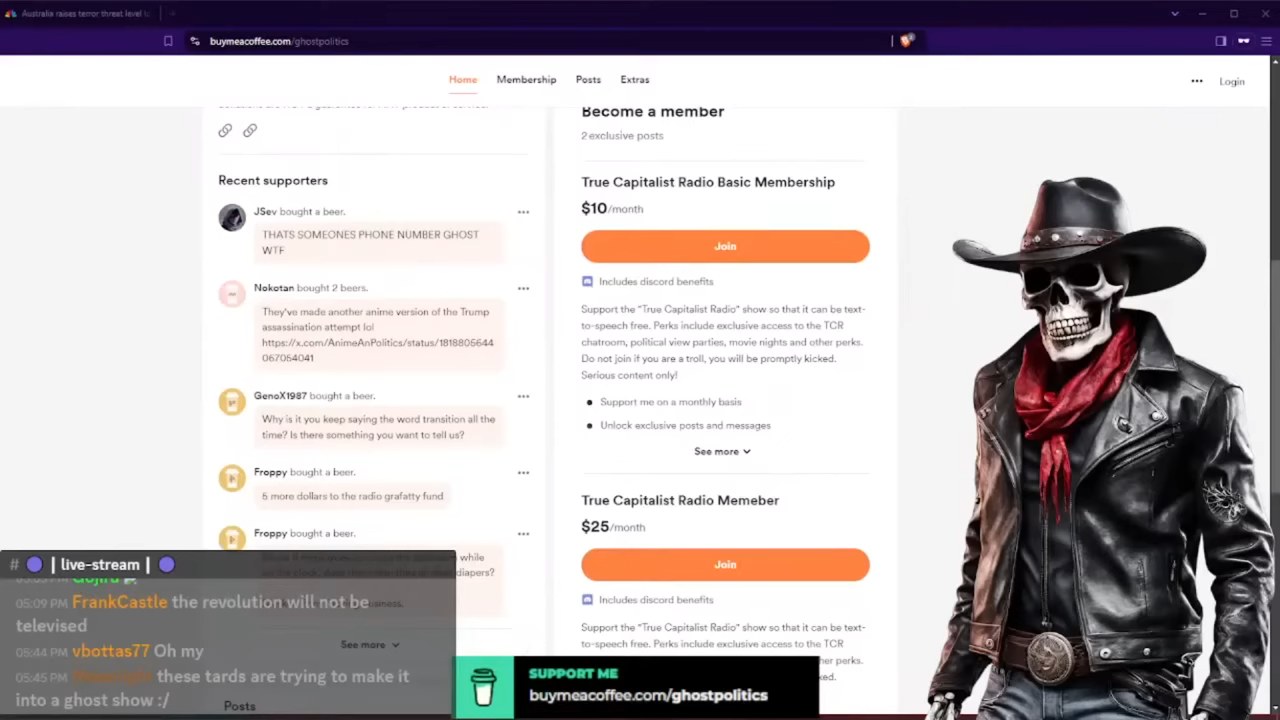 Australia raises terror threat level to
buymeacoffee.com/ghostpolitics
Home
Membership
Posts
Extras
Login
Recent supporters
JSev bought a beer.
THATS SOMEONES PHONE NUMBER GHOST
WTF
Nokotan bought 2 beers.
They've made another anime version of the Trump
assassination attempt lol
https://x.com/AnimeAnPolitics/status/1818805644
067054041
GenoX1987 bought a beer.
Why is it you keep saying the word transition all the
time? Is there something you want to tell us?
Froppy bought a beer.
6 more dollars to the radio grafatty fund
Froppy bought a beer.
while
diapers?
See more
Posts
Become a member
2 exclusive posts
True Capitalist Radio Basic Membership
$10/month
Join
Includes discord benefits
Support the "True Capitalist Radio" show so that it can be text-
to-speech free. Perks include exclusive access to the TCR
chatroom, political view parties, movie nights and other perks.
Do not join if you are a troll, you will be promptly kicked.
Serious content only!
Support me on a monthly basis
Unlock exclusive posts and messages
See more
True Capitalist Radio Memeber
$25/month
Join
Includes discord benefits
Support the "True Capitalist Radio" show so that it can be text-
to-speech free. Perks include exclusive access to the TCR
her perks.
ed.
# | live-stream |
Gojira
05:09 PM FrankCastle the revolution will not be
televised
05:44 PM vbottas77 Oh my
05:45 PM these tards are trying to make it
into a ghost show :/
SUPPORT ME
buymeacoffee.com/ghostpolitics